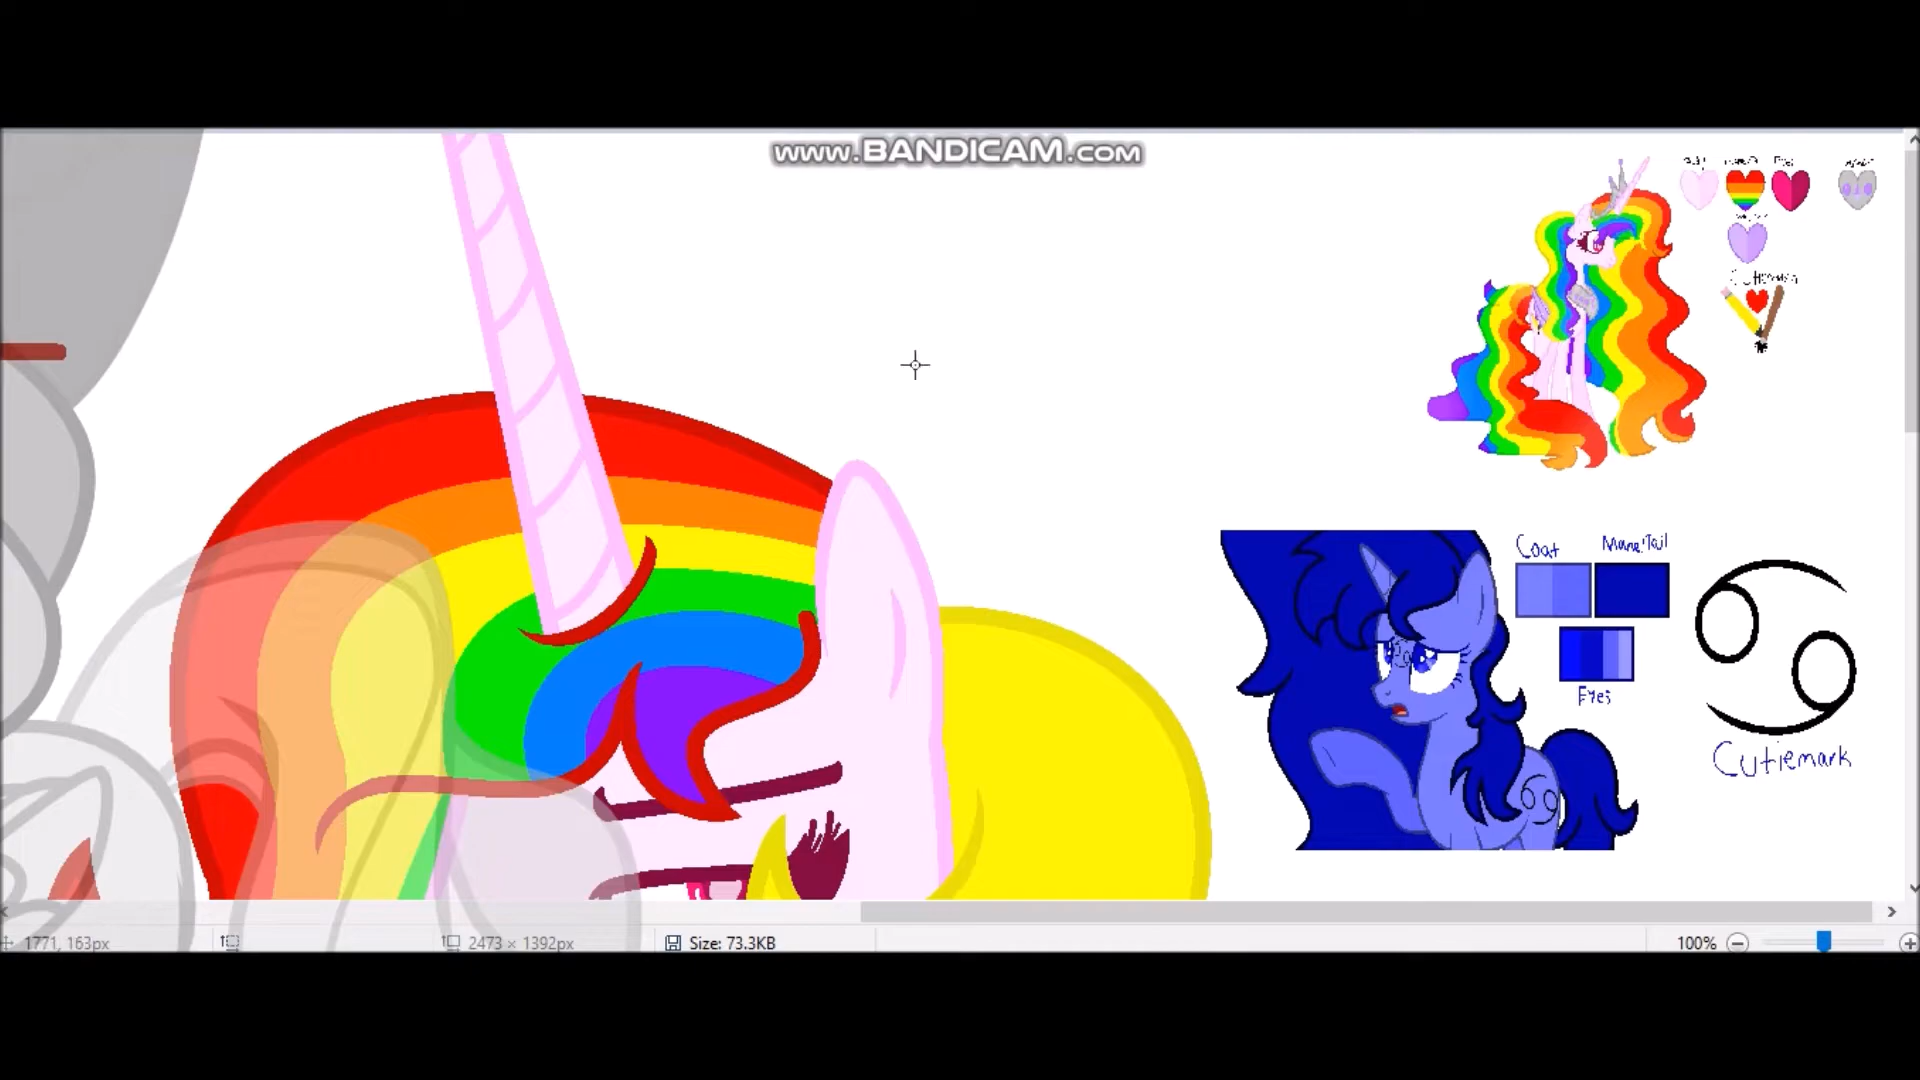 www.BANDICAM.com
Coat
Mane/Tail
Eyes
Cutiemark
1771, 163px
2473 × 1392px
Size: 73.3KB
100%